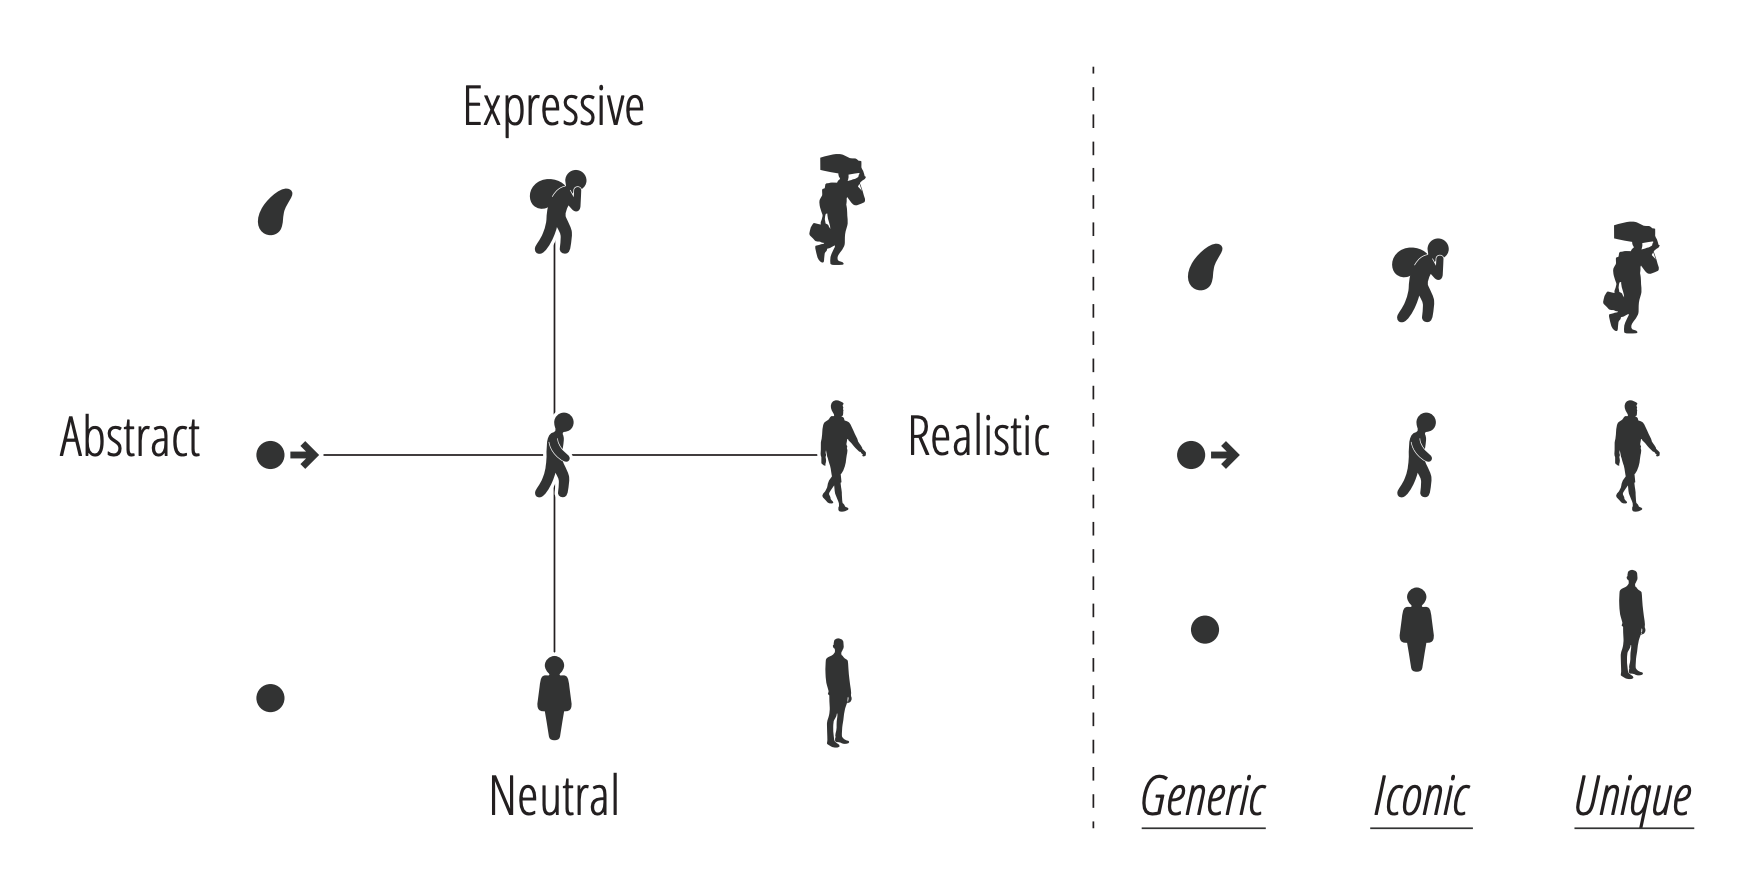 Expressive
Abstract
Realistic
Neutral
Generic
Iconic
Unique